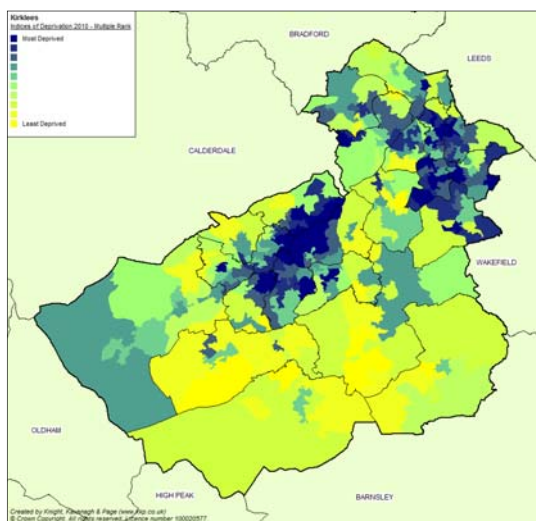 Kirklees
Indices of Deprivation 2010 - Multiple Rank
Most Deprived
Least Deprived
BRADFORD
LEEDS
CALDERDALE
WAKEFIELD
OLDHAM
HIGH PEAK
BARNSLEY
Created by Knight, Kavanagh & Page (www.kkp.co.uk)
© Crown Copyright. All rights reserved. Licence number 100020577